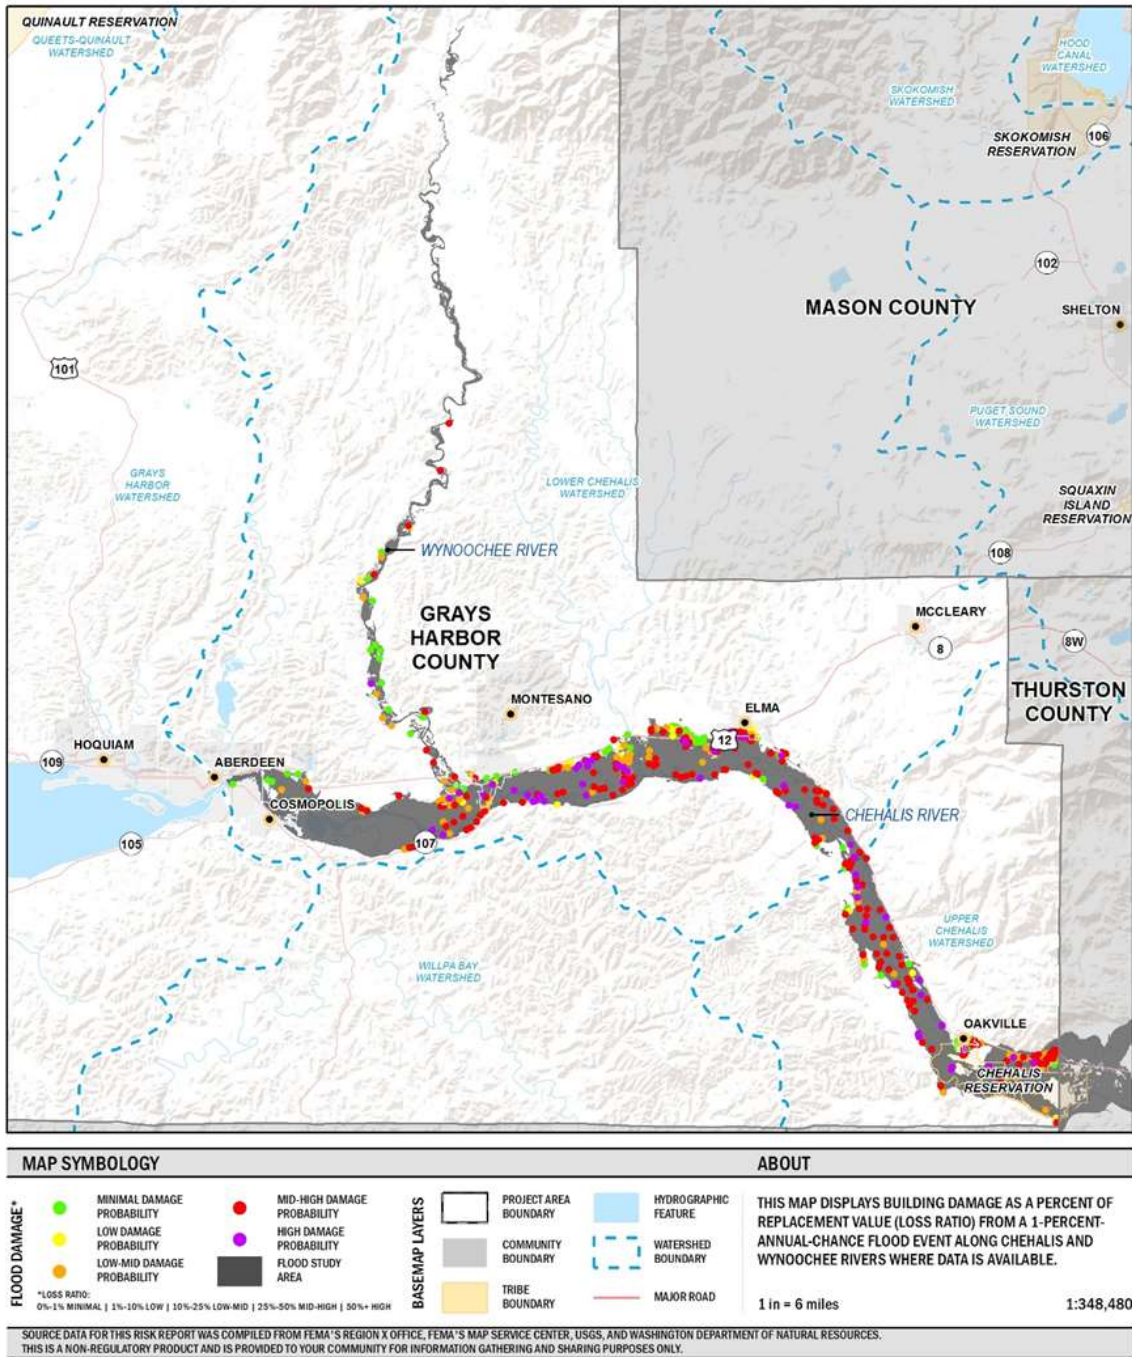 QUINAULT RESERVATION
QUEETS-QUINAULT
WATERSHED
HOOD
CANAL
WATERSHED
SKOKOMISH
WATERSHED
SKOKOMISH
RESERVATION
106
102
MASON COUNTY
SHELTON
101
PUGET SOUND
WATERSHED
GRAYS
HARBOR
WATERSHED
LOWER CHEHALIS
WATERSHED
SQUAXIN
ISLAND
RESERVATION
108
WYNOOCHEE RIVER
GRAYS
HARBOR
COUNTY
MCCLEARY
8
8W
THURSTON
COUNTY
MONTESANO
ELMA
12
HOQUIAM
109
ABERDEEN
COSMOPOLIS
CHEHALIS RIVER
105
107
UPPER
CHEHALIS
WATERSHED
WILLPA BAY
WATERSHED
OAKVILLE
CHEHALIS
RESERVATION
MAP SYMBOLOGY
FLOOD DAMAGE*
MINIMAL DAMAGE
PROBABILITY
LOW DAMAGE
PROBABILITY
LOW-MID DAMAGE
PROBABILITY
MID-HIGH DAMAGE
PROBABILITY
HIGH DAMAGE
PROBABILITY
FLOOD STUDY
AREA
*LOSS RATIO:
0%-1% MINIMAL | 1%-10% LOW | 10%-25% LOW-MID | 25%-50% MID-HIGH | 50%+ HIGH
BASEMAP LAYERS
PROJECT AREA
BOUNDARY
COMMUNITY
BOUNDARY
TRIBE
BOUNDARY
HYDROGRAPHIC
FEATURE
WATERSHED
BOUNDARY
MAJOR ROAD
ABOUT
THIS MAP DISPLAYS BUILDING DAMAGE AS A PERCENT OF
REPLACEMENT VALUE (LOSS RATIO) FROM A 1-PERCENT-
ANNUAL-CHANCE FLOOD EVENT ALONG CHEHALIS AND
WYNOOCHEE RIVERS WHERE DATA IS AVAILABLE.
1 in = 6 miles
1:348,480
SOURCE DATA FOR THIS RISK REPORT WAS COMPILED FROM FEMA'S REGION X OFFICE, FEMA'S MAP SERVICE CENTER, USGS, AND WASHINGTON DEPARTMENT OF NATURAL RESOURCES.
THIS IS A NON-REGULATORY PRODUCT AND IS PROVIDED TO YOUR COMMUNITY FOR INFORMATION GATHERING AND SHARING PURPOSES ONLY.